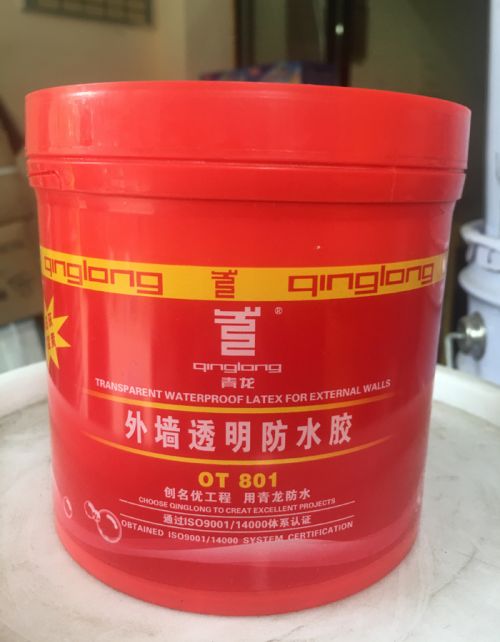 qinglong qinglong
®
qinglong
青龙
TRANSPARENT WATERPROOF LATEX FOR EXTERNAL WALLS
外墙透明防水胶
OT 801
创名优工程 用青龙防水
CHOOSE QINGLONG TO CREAT EXCELLENT PROJECTS
通过ISO9001/14000体系认证
OBTAINED ISO9001/14000 SYSTEM CERTIFICATION